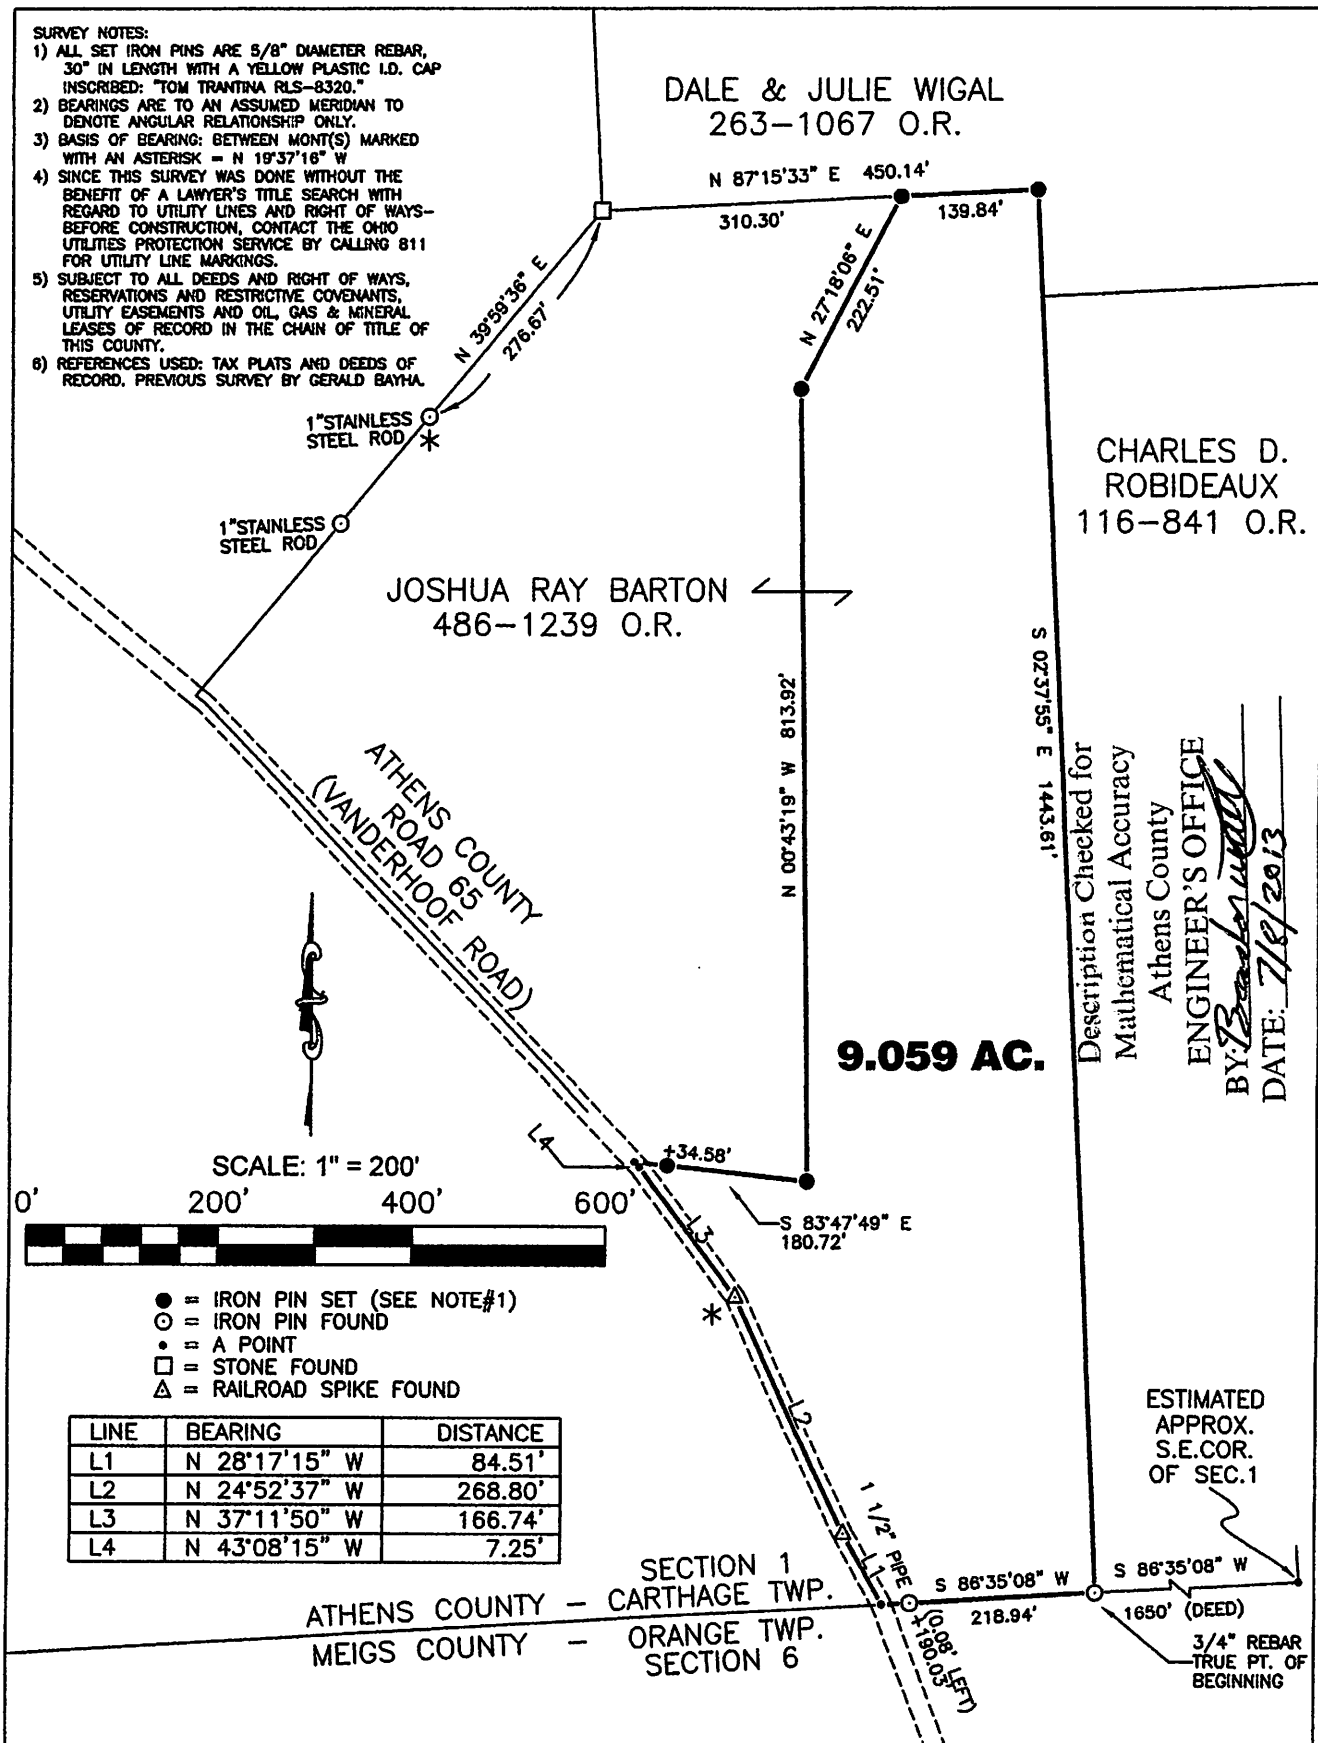 SURVEY NOTES:
1) ALL SET IRON PINS ARE 5/8" DIAMETER REBAR,
30" IN LENGTH WITH A YELLOW PLASTIC I.D. CAP
INSCRIBED: "TOM TRANTINA RLS-8320."
2) BEARINGS ARE TO AN ASSUMED MERIDIAN TO
DENOTE ANGULAR RELATIONSHIP ONLY.
3) BASIS OF BEARING: BETWEEN MONT(S) MARKED
WITH AN ASTERISK = N 19°37'16" W
4) SINCE THIS SURVEY WAS DONE WITHOUT THE
BENEFIT OF A LAWYER'S TITLE SEARCH WITH
REGARD TO UTILITY LINES AND RIGHT OF WAYS-
BEFORE CONSTRUCTION, CONTACT THE OHIO
UTILITIES PROTECTION SERVICE BY CALLING 811
FOR UTILITY LINE MARKINGS.
5) SUBJECT TO ALL DEEDS AND RIGHT OF WAYS,
RESERVATIONS AND RESTRICTIVE COVENANTS,
UTILITY EASEMENTS AND OIL, GAS & MINERAL
LEASES OF RECORD IN THE CHAIN OF TITLE OF
THIS COUNTY.
6) REFERENCES USED: TAX PLATS AND DEEDS OF
RECORD. PREVIOUS SURVEY BY GERALD BAYHA.
DALE & JULIE WIGAL
263-1067 O.R.
N 87°15'33" E 450.14'
310.30'
139.84'
N 39°59'36" E
276.67'
N 27°18'06" E
222.51'
1"STAINLESS
STEEL ROD
1"STAINLESS
STEEL ROD
CHARLES D.
ROBIDEAUX
116-841 O.R.
JOSHUA RAY BARTON
486-1239 O.R.
N 00°43'19" W 813.92'
S 02°37'55" E 1443.61'
Description Checked for
Mathematical Accuracy
Athens County
ENGINEER'S OFFICE
BY:
DATE: 7/8/2013
ATHENS COUNTY
ROAD 65
(VANDERHOOF ROAD)
9.059 AC.
L4
+34.58'
S 83°47'49" E
180.72'
L3
SCALE: 1" = 200'
0' 200' 400' 600'
● = IRON PIN SET (SEE NOTE#1)
⊙ = IRON PIN FOUND
• = A POINT
□ = STONE FOUND
△ = RAILROAD SPIKE FOUND
L2
LINE BEARING DISTANCE
L1 N 28°17'15" W 84.51'
L2 N 24°52'37" W 268.80'
L3 N 37°11'50" W 166.74'
L4 N 43°08'15" W 7.25'
ESTIMATED
APPROX.
S.E.COR.
OF SEC.1
1 1/2" PIPE
L1
(0.08' LEFT)
+190.03'
S 86°35'08" W
218.94'
S 86°35'08" W
1650' (DEED)
3/4" REBAR
TRUE PT. OF
BEGINNING
SECTION 1
ATHENS COUNTY - CARTHAGE TWP.
MEIGS COUNTY - ORANGE TWP.
SECTION 6